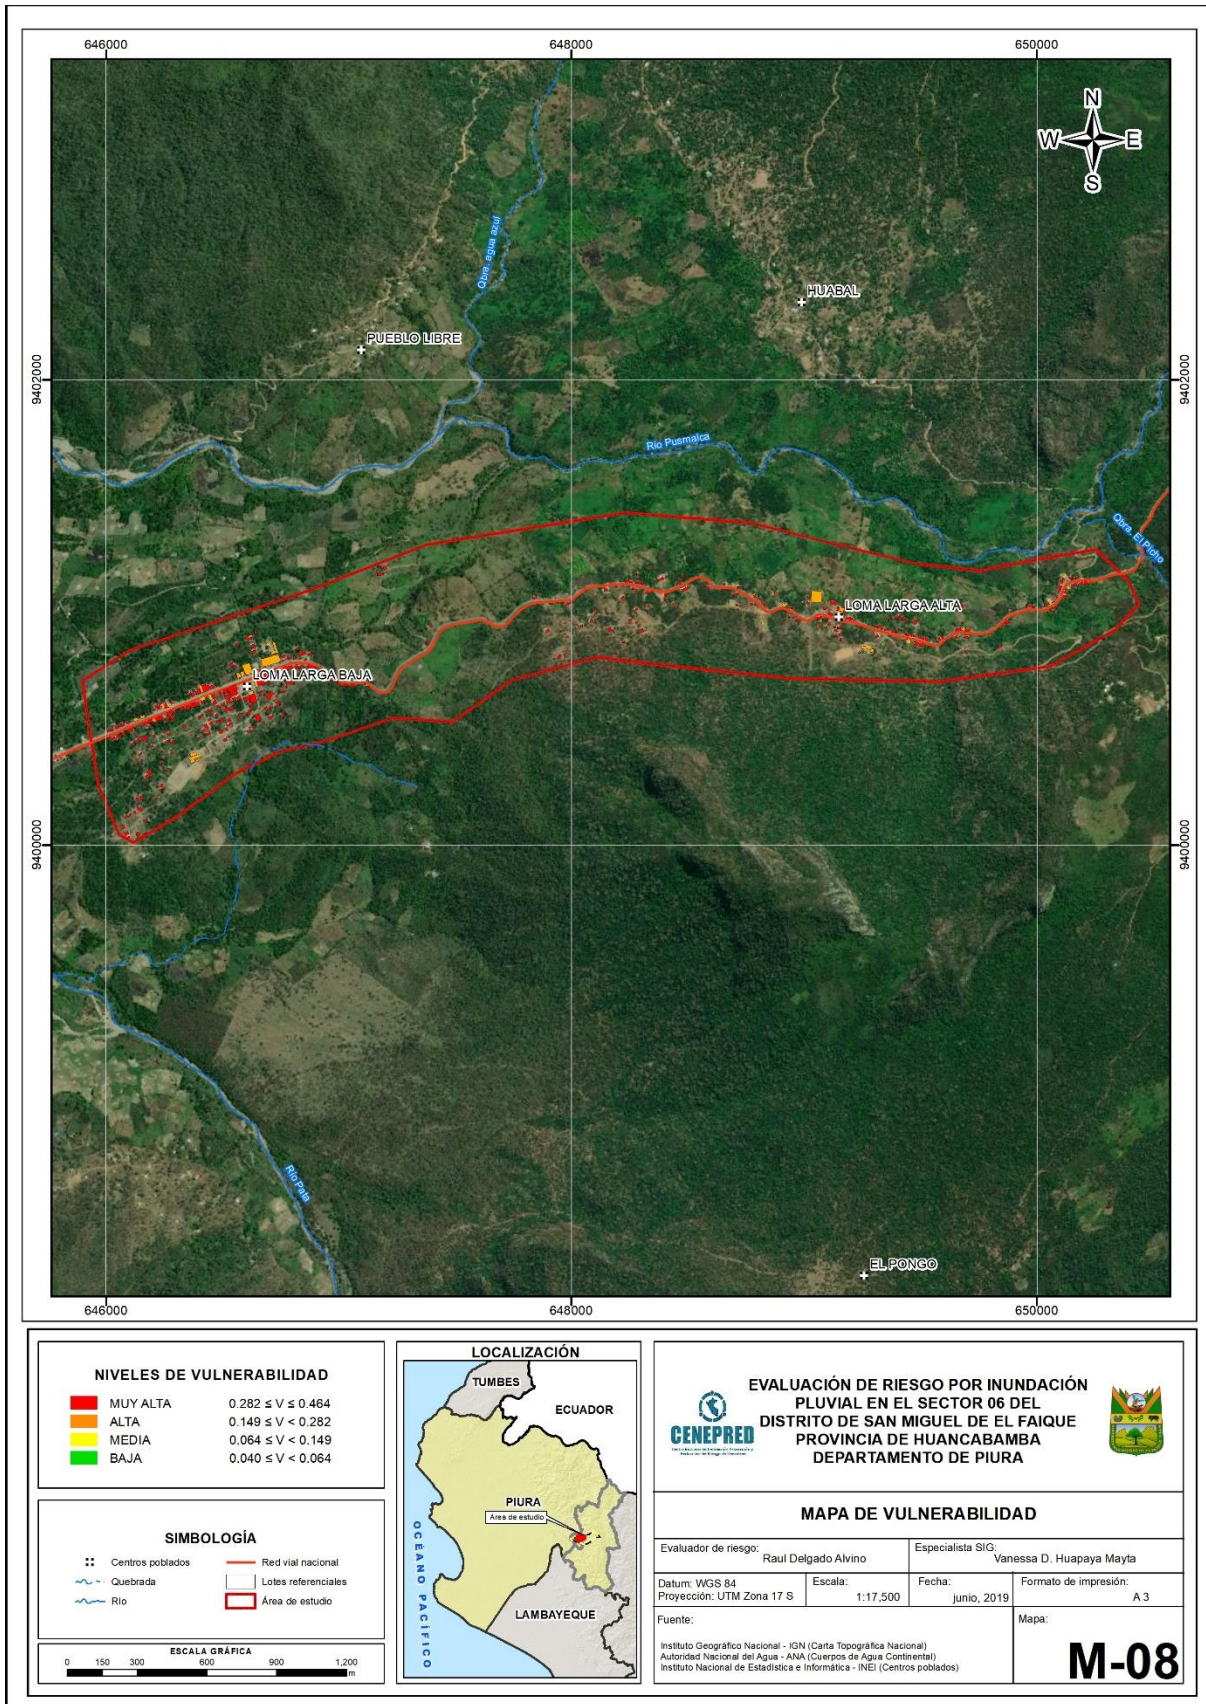 646000
648000
650000
N
W
E
S
Qbra. agua azul
HUABAL
PUEBLO LIBRE
9402000
9402000
Río Pusmalca
Qbra. El Picho
LOMA LARGA ALTA
LOMA LARGA BAJA
9400000
9400000
Río Pata
EL PONGO
646000
648000
650000
NIVELES DE VULNERABILIDAD
MUY ALTA 0.282 ≤ V ≤ 0.464
ALTA 0.149 ≤ V < 0.282
MEDIA 0.064 ≤ V < 0.149
BAJA 0.040 ≤ V < 0.064
SIMBOLOGÍA
Centros poblados
Red vial nacional
Quebrada
Lotes referenciales
Río
Área de estudio
ESCALA GRÁFICA
0 150 300 600 900 1,200
m
LOCALIZACIÓN
TUMBES
ECUADOR
PIURA
Área de estudio
OCÉANO PACÍFICO
LAMBAYEQUE
CENEPRED
EVALUACIÓN DE RIESGO POR INUNDACIÓN
PLUVIAL EN EL SECTOR 06 DEL
DISTRITO DE SAN MIGUEL DE EL FAIQUE
PROVINCIA DE HUANCABAMBA
DEPARTAMENTO DE PIURA
MAPA DE VULNERABILIDAD
Evaluador de riesgo:
Raul Delgado Alvino
Especialista SIG:
Vanessa D. Huapaya Mayta
Datum: WGS 84
Proyección: UTM Zona 17 S
Escala:
1:17,500
Fecha:
junio, 2019
Formato de impresión:
A 3
Fuente:
Instituto Geográfico Nacional - IGN (Carta Topográfica Nacional)
Autoridad Nacional del Agua - ANA (Cuerpos de Agua Continental)
Instituto Nacional de Estadística e Informática - INEI (Centros poblados)
Mapa:
M-08